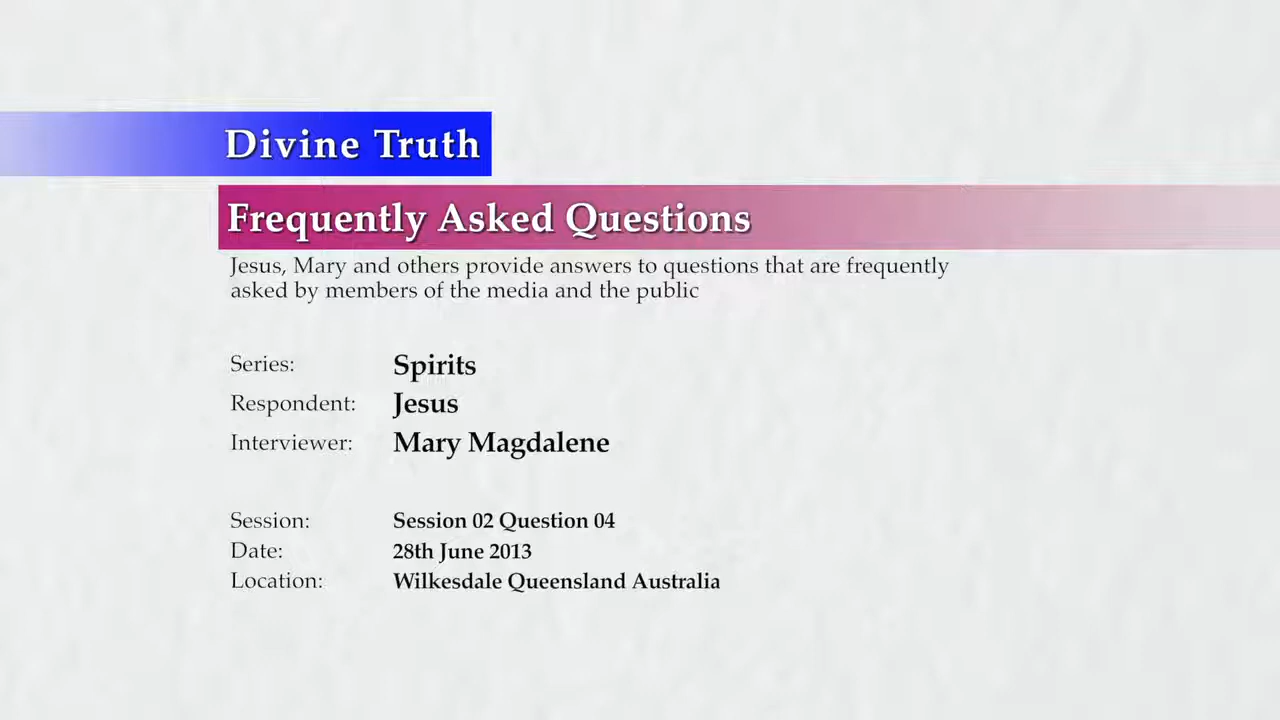 Divine Truth
Frequently Asked Questions
Jesus, Mary and others provide answers to questions that are frequently
asked by members of the media and the public
Series: Spirits
Respondent: Jesus
Interviewer: Mary Magdalene
Session: Session 02 Question 04
Date: 28th June 2013
Location: Wilkesdale Queensland Australia